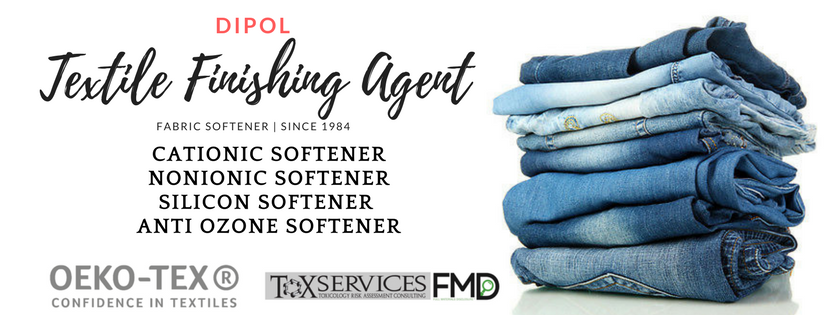 DIPOL
Textile Finishing Agent
FABRIC SOFTENER | SINCE 1984
CATIONIC SOFTENER
NONIONIC SOFTENER
SILICON SOFTENER
ANTI OZONE SOFTENER
OEKO-TEX®
CONFIDENCE IN TEXTILES
TOXSERVICES
TOXICOLOGY RISK ASSESSMENT CONSULTING
FMD